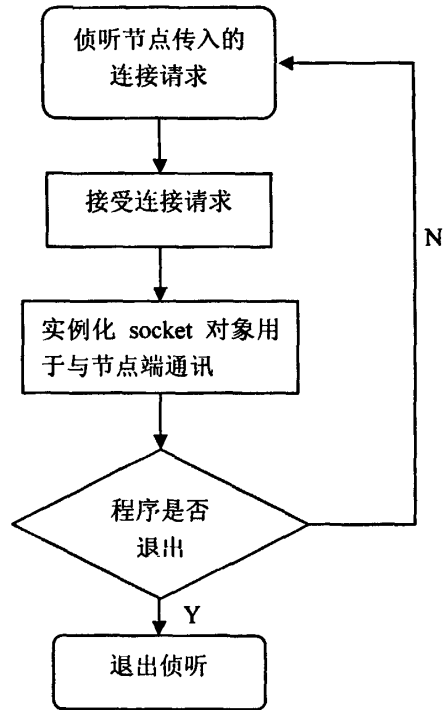 侦听节点传入的
连接请求
接受连接请求
N
实例化 socket 对象用
于与节点端通讯
程序是否
退出
Y
退出侦听